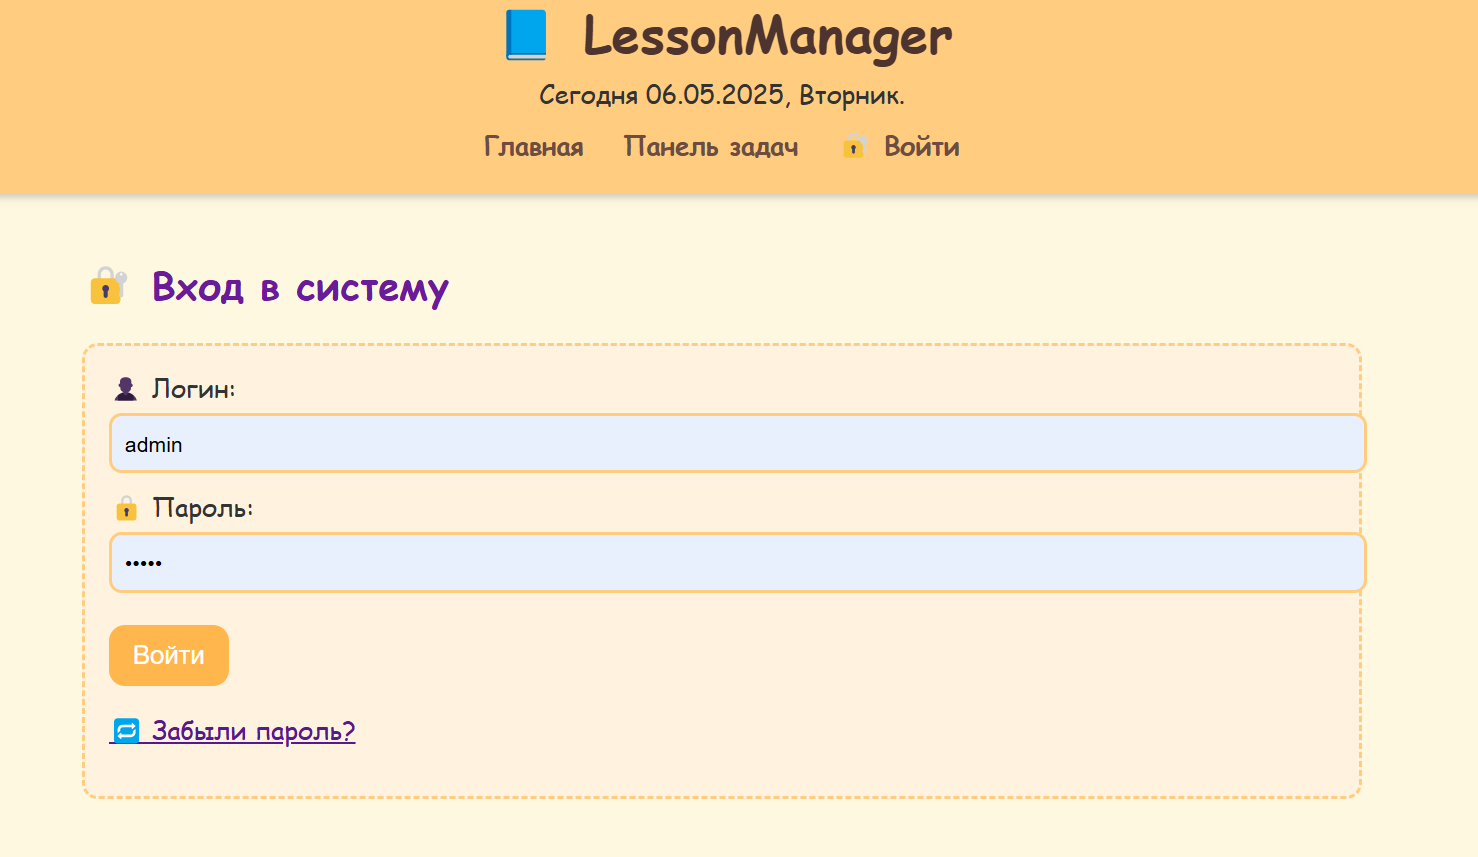 LessonManager
Сегодня 06.05.2025, Вторник.
Главная Панель задач Войти
Вход в систему
Логин:
admin
Пароль:
•••••
Войти
Забыли пароль?